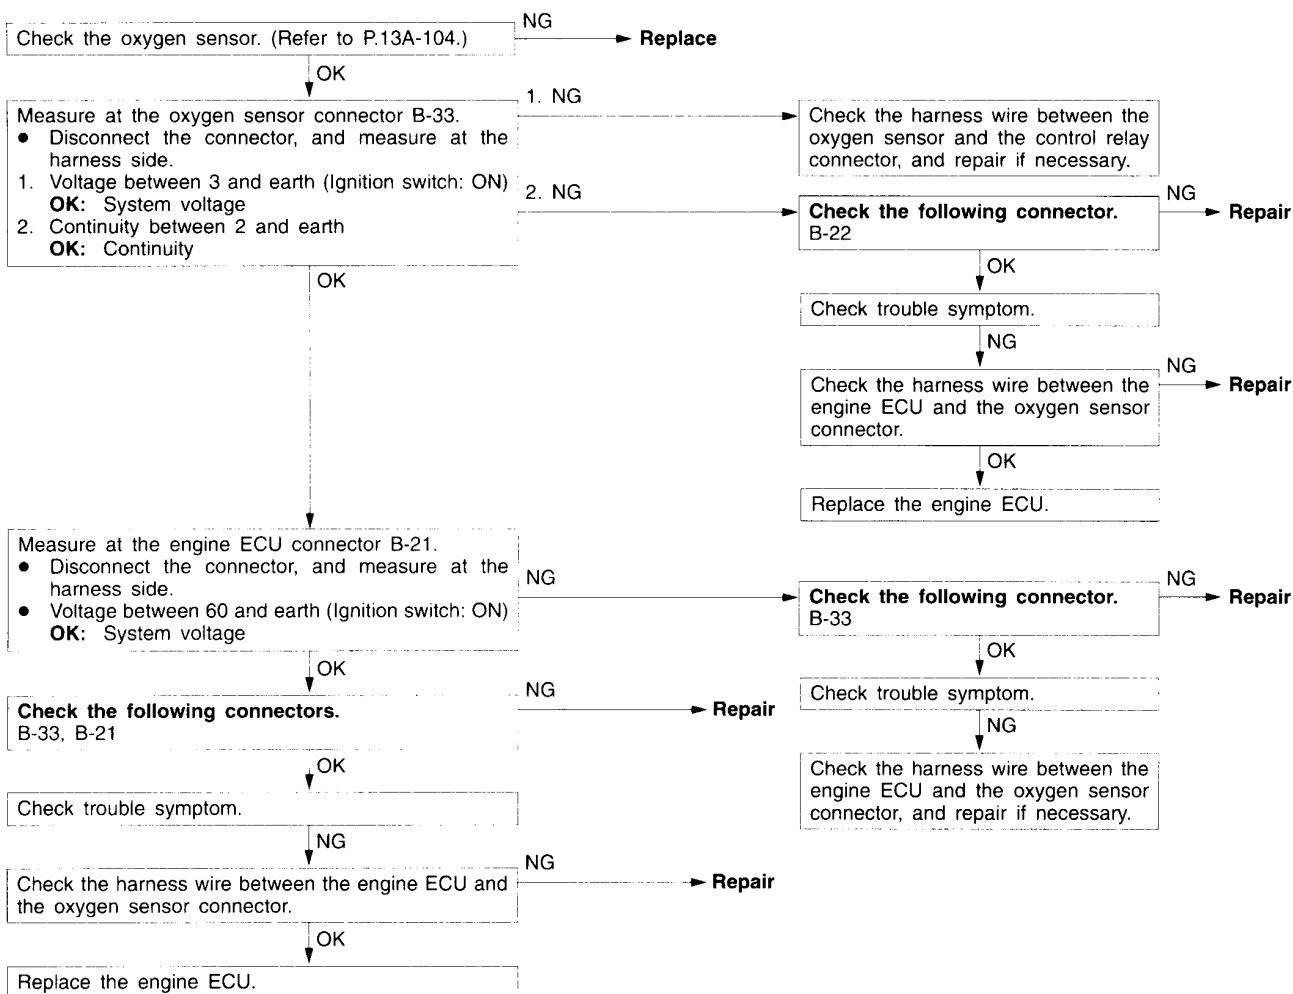 Check the oxygen sensor. (Refer to P.13A-104.)
NG
Replace
OK
Measure at the oxygen sensor connector B-33.
● Disconnect the connector, and measure at the
harness side.
1. Voltage between 3 and earth (Ignition switch: ON)
OK: System voltage
2. Continuity between 2 and earth
OK: Continuity
1. NG
Check the harness wire between the
oxygen sensor and the control relay
connector, and repair if necessary.
2. NG
Check the following connector.
B-22
NG
Repair
OK
Check trouble symptom.
NG
Check the harness wire between the
engine ECU and the oxygen sensor
connector.
NG
Repair
OK
Replace the engine ECU.
OK
Measure at the engine ECU connector B-21.
● Disconnect the connector, and measure at the
harness side.
● Voltage between 60 and earth (Ignition switch: ON)
OK: System voltage
NG
Check the following connector.
B-33
NG
Repair
OK
Check trouble symptom.
NG
Check the harness wire between the
engine ECU and the oxygen sensor
connector, and repair if necessary.
OK
Check the following connectors.
B-33, B-21
NG
Repair
OK
Check trouble symptom.
NG
Check the harness wire between the engine ECU and
the oxygen sensor connector.
NG
Repair
OK
Replace the engine ECU.